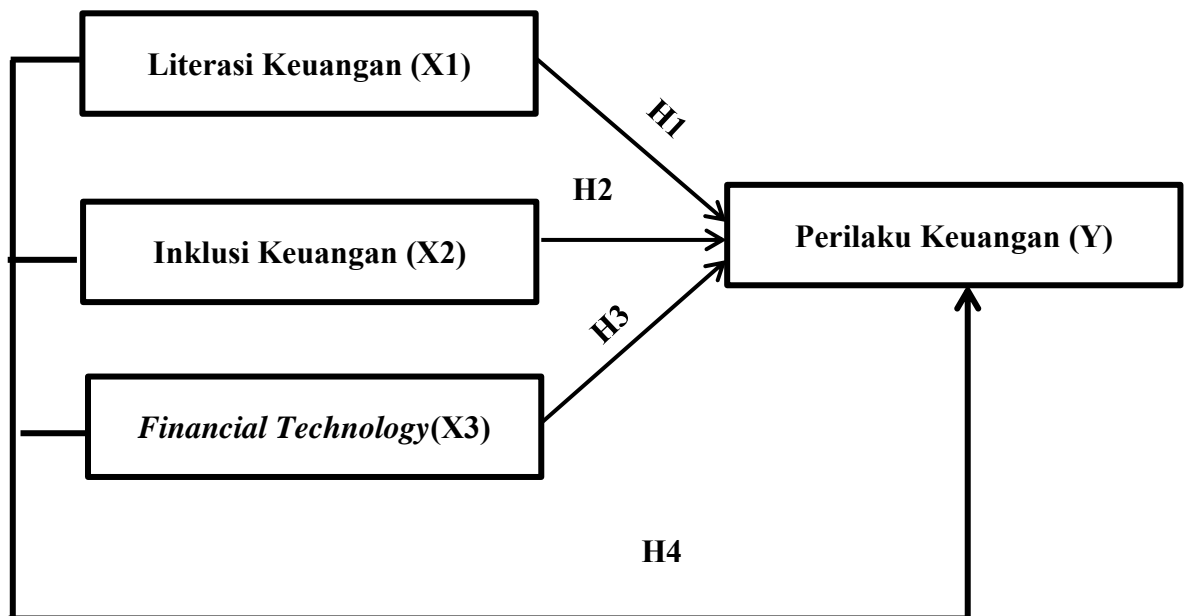 Literasi Keuangan (X1)
H1
H2
Inklusi Keuangan (X2)
Perilaku Keuangan (Y)
H3
Financial Technology(X3)
H4